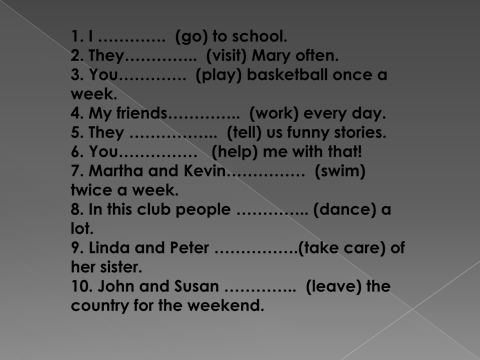 1. I …………. (go) to school.
2. They………….. (visit) Mary often.
3. You…………. (play) basketball once a
week.
4. My friends………….. (work) every day.
5. They …………….. (tell) us funny stories.
6. You…………… (help) me with that!
7. Martha and Kevin…………… (swim)
twice a week.
8. In this club people ………….. (dance) a
lot.
9. Linda and Peter …………….(take care) of
her sister.
10. John and Susan ………….. (leave) the
country for the weekend.